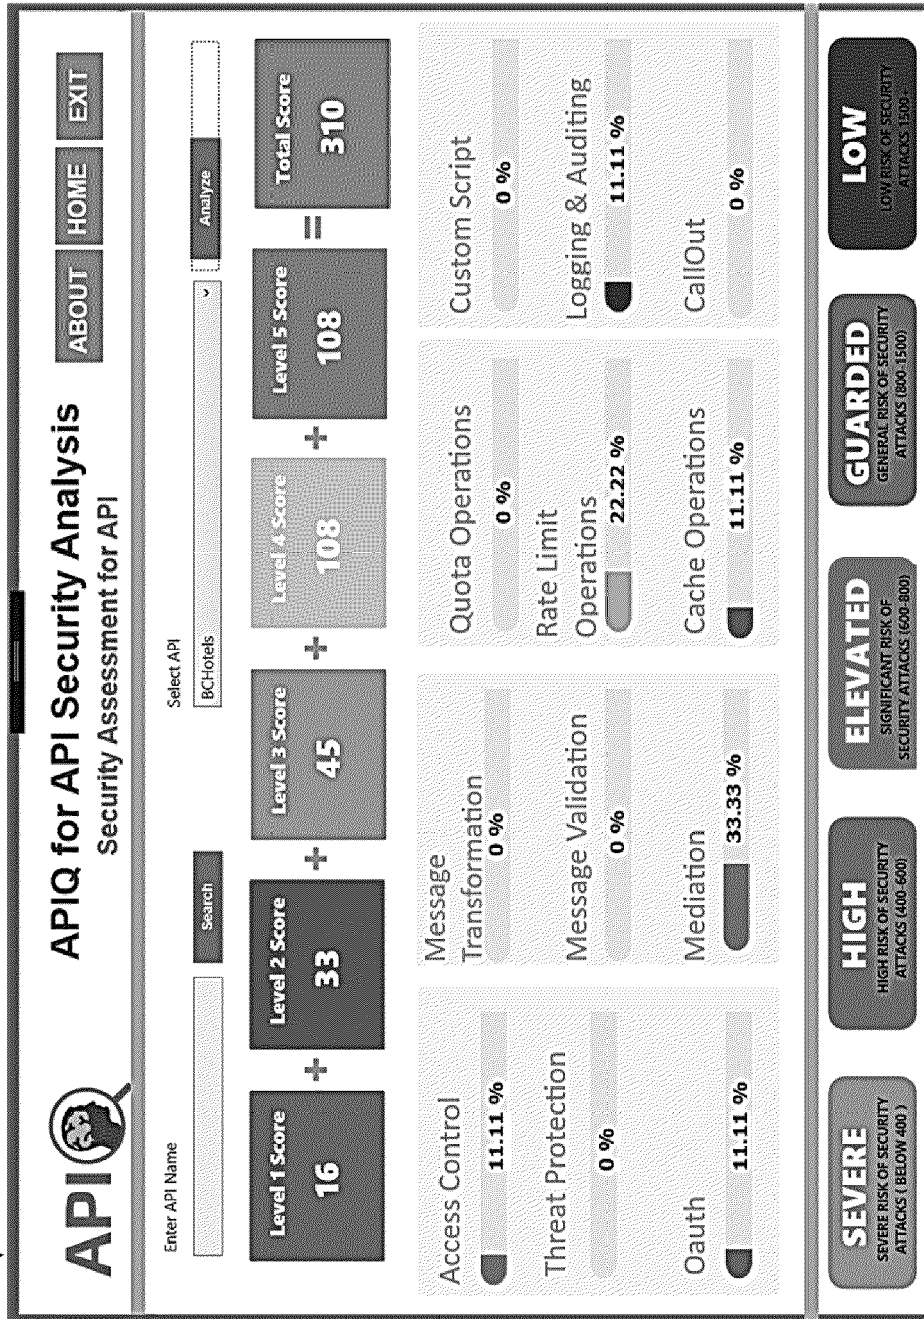 APIQ
APIQ for API Security Analysis
Security Assessment for API
ABOUT
HOME
EXIT
Enter API Name
Search
Select API
BCHotels
Analyze
Level 1 Score
16
+
Level 2 Score
33
+
Level 3 Score
45
+
Level 4 Score
108
+
Level 5 Score
108
=
Total Score
310
Access Control
11.11 %
Threat Protection
0 %
Oauth
11.11 %
Message
Transformation
0 %
Message Validation
0 %
Mediation
33.33 %
Quota Operations
0 %
Rate Limit
Operations
22.22 %
Cache Operations
11.11 %
Custom Script
0 %
Logging & Auditing
11.11 %
CallOut
0 %
SEVERE
SEVERE RISK OF SECURITY
ATTACKS ( BELOW 400 )
HIGH
HIGH RISK OF SECURITY
ATTACKS (400-600)
ELEVATED
SIGNIFICANT RISK OF
SECURITY ATTACKS (600-800)
GUARDED
GENERAL RISK OF SECURITY
ATTACKS (800-1500)
LOW
LOW RISK OF SECURITY
ATTACKS 1500+